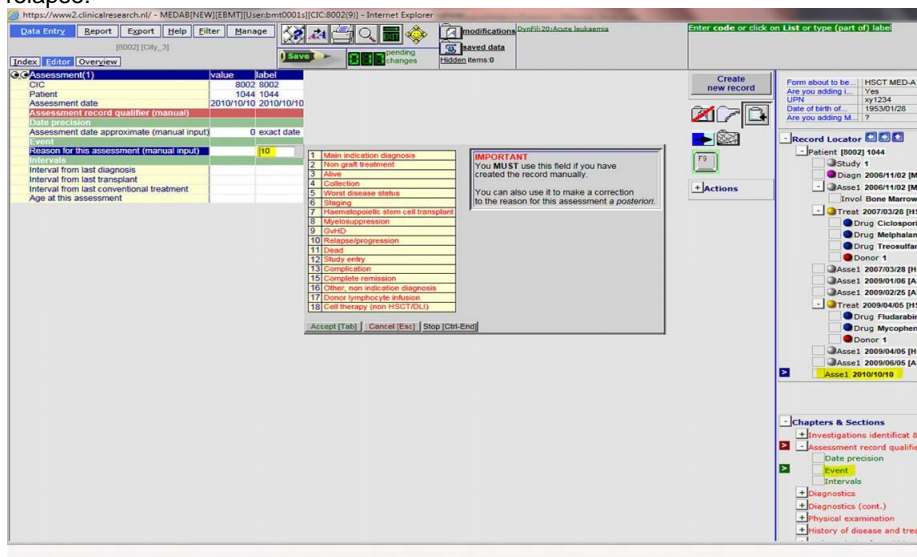 relapse.
https://www2.clinicalresearch.nl/ - MEDAB[NEW][EBMT][User:bmt0001s][CIC:8002(9)] - Internet Explorer
Data Entry Report Export Help Filter Manage
[8002] [City_3]
Index Editor Overview
Save
pending changes
modifications
saved data
Hidden items:0
DynFil:20:Acute leukaemia
Enter code or click on List or type (part of) label
Assessment(1) value label
CIC 8002 8002
Patient 1044 1044
Assessment date 2010/10/10 2010/10/10
Assessment record qualifier (manual)
Date precision
Assessment date approximate (manual input) 0 exact date
Event
Reason for this assessment (manual input) 10
Intervals
Interval from last diagnosis
Interval from last transplant
Interval from last conventional treatment
Age at this assessment
1 Main indication diagnosis
2 Non graft treatment
3 Alive
4 Collection
5 Worst disease status
6 Staging
7 Haematopoietic stem cell transplant
8 Myelosuppression
9 GvHD
10 Relapse/progression
11 Dead
12 Study entry
13 Complication
15 Complete remission
16 Other, non indication diagnosis
17 Donor lymphocyte infusion
18 Cell therapy (non HSCT/DLI)
Accept [Tab] Cancel [Esc] Stop [Ctrl-End]
IMPORTANT
You MUST use this field if you have
created the record manually.
You can also use it to make a correction
to the reason for this assessment a posteriori.
Create
new record
F9
Actions
Form about to be... HSCT MED-A
Are you adding i... Yes
UPN xy1234
Date of birth of... 1953/01/28
Are you adding M... ?
Record Locator
Patient [8002] 1044
Study 1
Diagn 2006/11/02 [M
Asse1 2006/11/02 [M
Invol Bone Marrow
Treat 2007/03/28 [HS
Drug Ciclospori
Drug Melphalan
Drug Treosulfan
Donor 1
Asse1 2007/03/28 [H
Asse1 2009/01/06 [A
Asse1 2009/02/25 [A
Treat 2009/04/05 [HS
Drug Fludarabin
Drug Mycophen
Donor 1
Asse1 2009/04/05 [H
Asse1 2009/06/05 [A
Asse1 2010/10/10
Chapters & Sections
Investigations identificat &
Assessment record qualifie
Date precision
Event
Intervals
Diagnostics
Diagnostics (cont.)
Physical examination
History of disease and trea